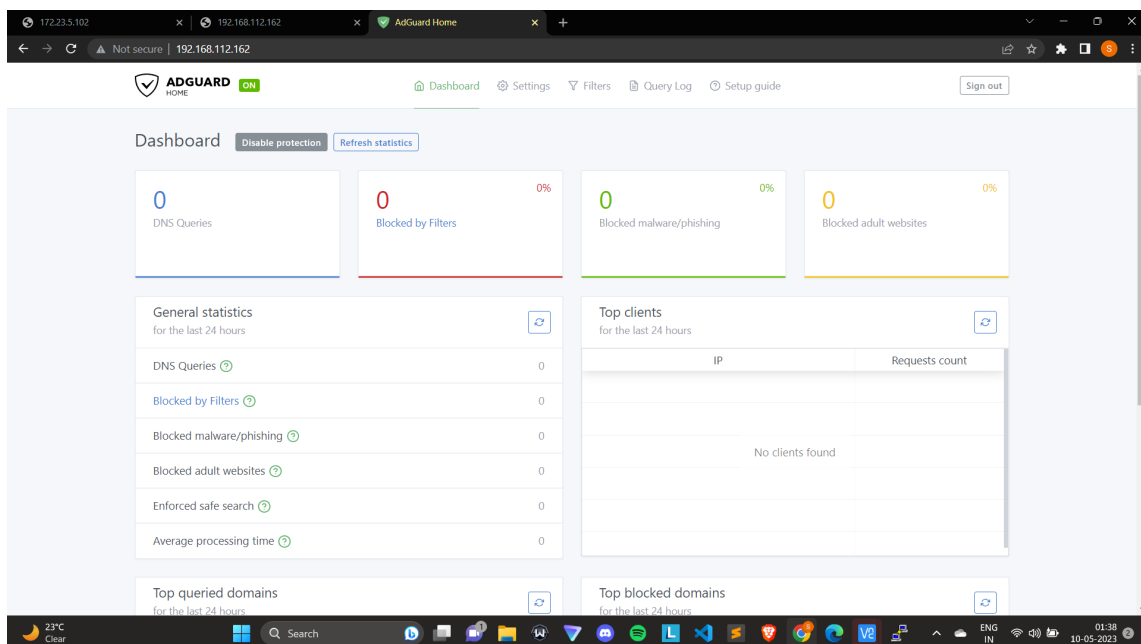 172.23.5.102
192.168.112.162
AdGuard Home
Not secure | 192.168.112.162
S
ADGUARD
HOME
ON
Dashboard
Settings
Filters
Query Log
Setup guide
Sign out
Dashboard
Disable protection
Refresh statistics
0
DNS Queries
0%
0
Blocked by Filters
0%
0
Blocked malware/phishing
0%
0
Blocked adult websites
General statistics
for the last 24 hours
DNS Queries 0
Blocked by Filters 0
Blocked malware/phishing 0
Blocked adult websites 0
Enforced safe search 0
Average processing time 0
Top clients
for the last 24 hours
IP Requests count
No clients found
Top queried domains
for the last 24 hours
Top blocked domains
for the last 24 hours
23°C
Clear
Search
ENG
IN
01:38
10-05-2023
2